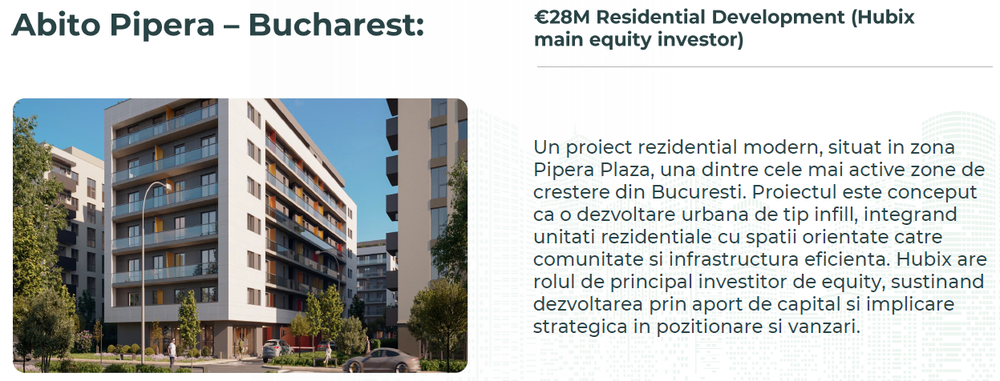 Abito Pipera – Bucharest:
€28M Residential Development (Hubix
main equity investor)
Un proiect rezidential modern, situat in zona
Pipera Plaza, una dintre cele mai active zone de
crestere din Bucuresti. Proiectul este conceput
ca o dezvoltare urbana de tip infill, integrand
unitati rezidentiale cu spatii orientate catre
comunitate si infrastructura eficienta. Hubix are
rolul de principal investitor de equity, sustinand
dezvoltarea prin aport de capital si implicare
strategica in pozitionare si vanzari.